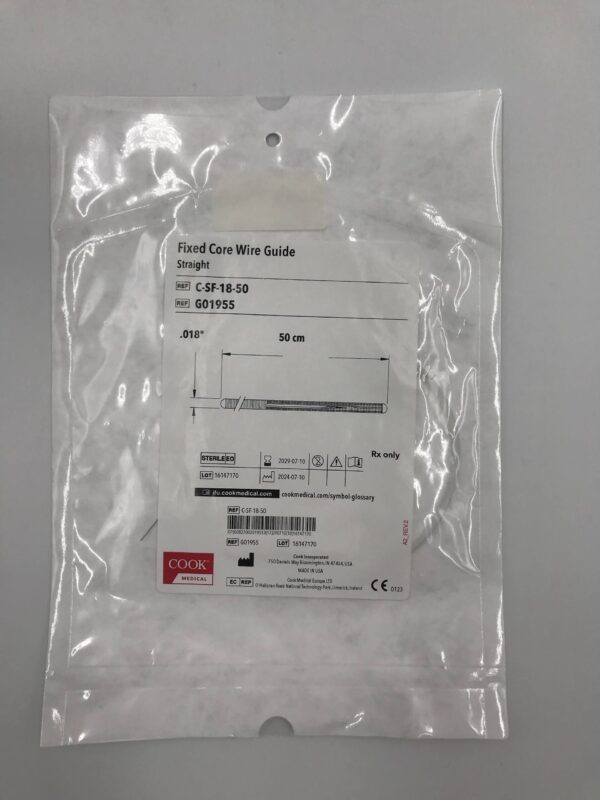 Fixed Core Wire Guide
Straight
REF C-SF-18-50
REF G01955
.018"
50 cm
STERILE EO
2029-07-10
Rx only
LOT 16147170
2024-07-10
ifu.cookmedical.com
cookmedical.com/symbol-glossary
REF C-SF-18-50
REF G01955
LOT 16147170
A2_REV.0
COOK
MEDICAL
Cook Incorporated
750 Daniels Way Bloomington, IN 47404, USA
MADE IN USA
EC REP
Cook Medical Europe LTD
O'Halloran Road National Technology Park, Limerick, Ireland
CE 0123